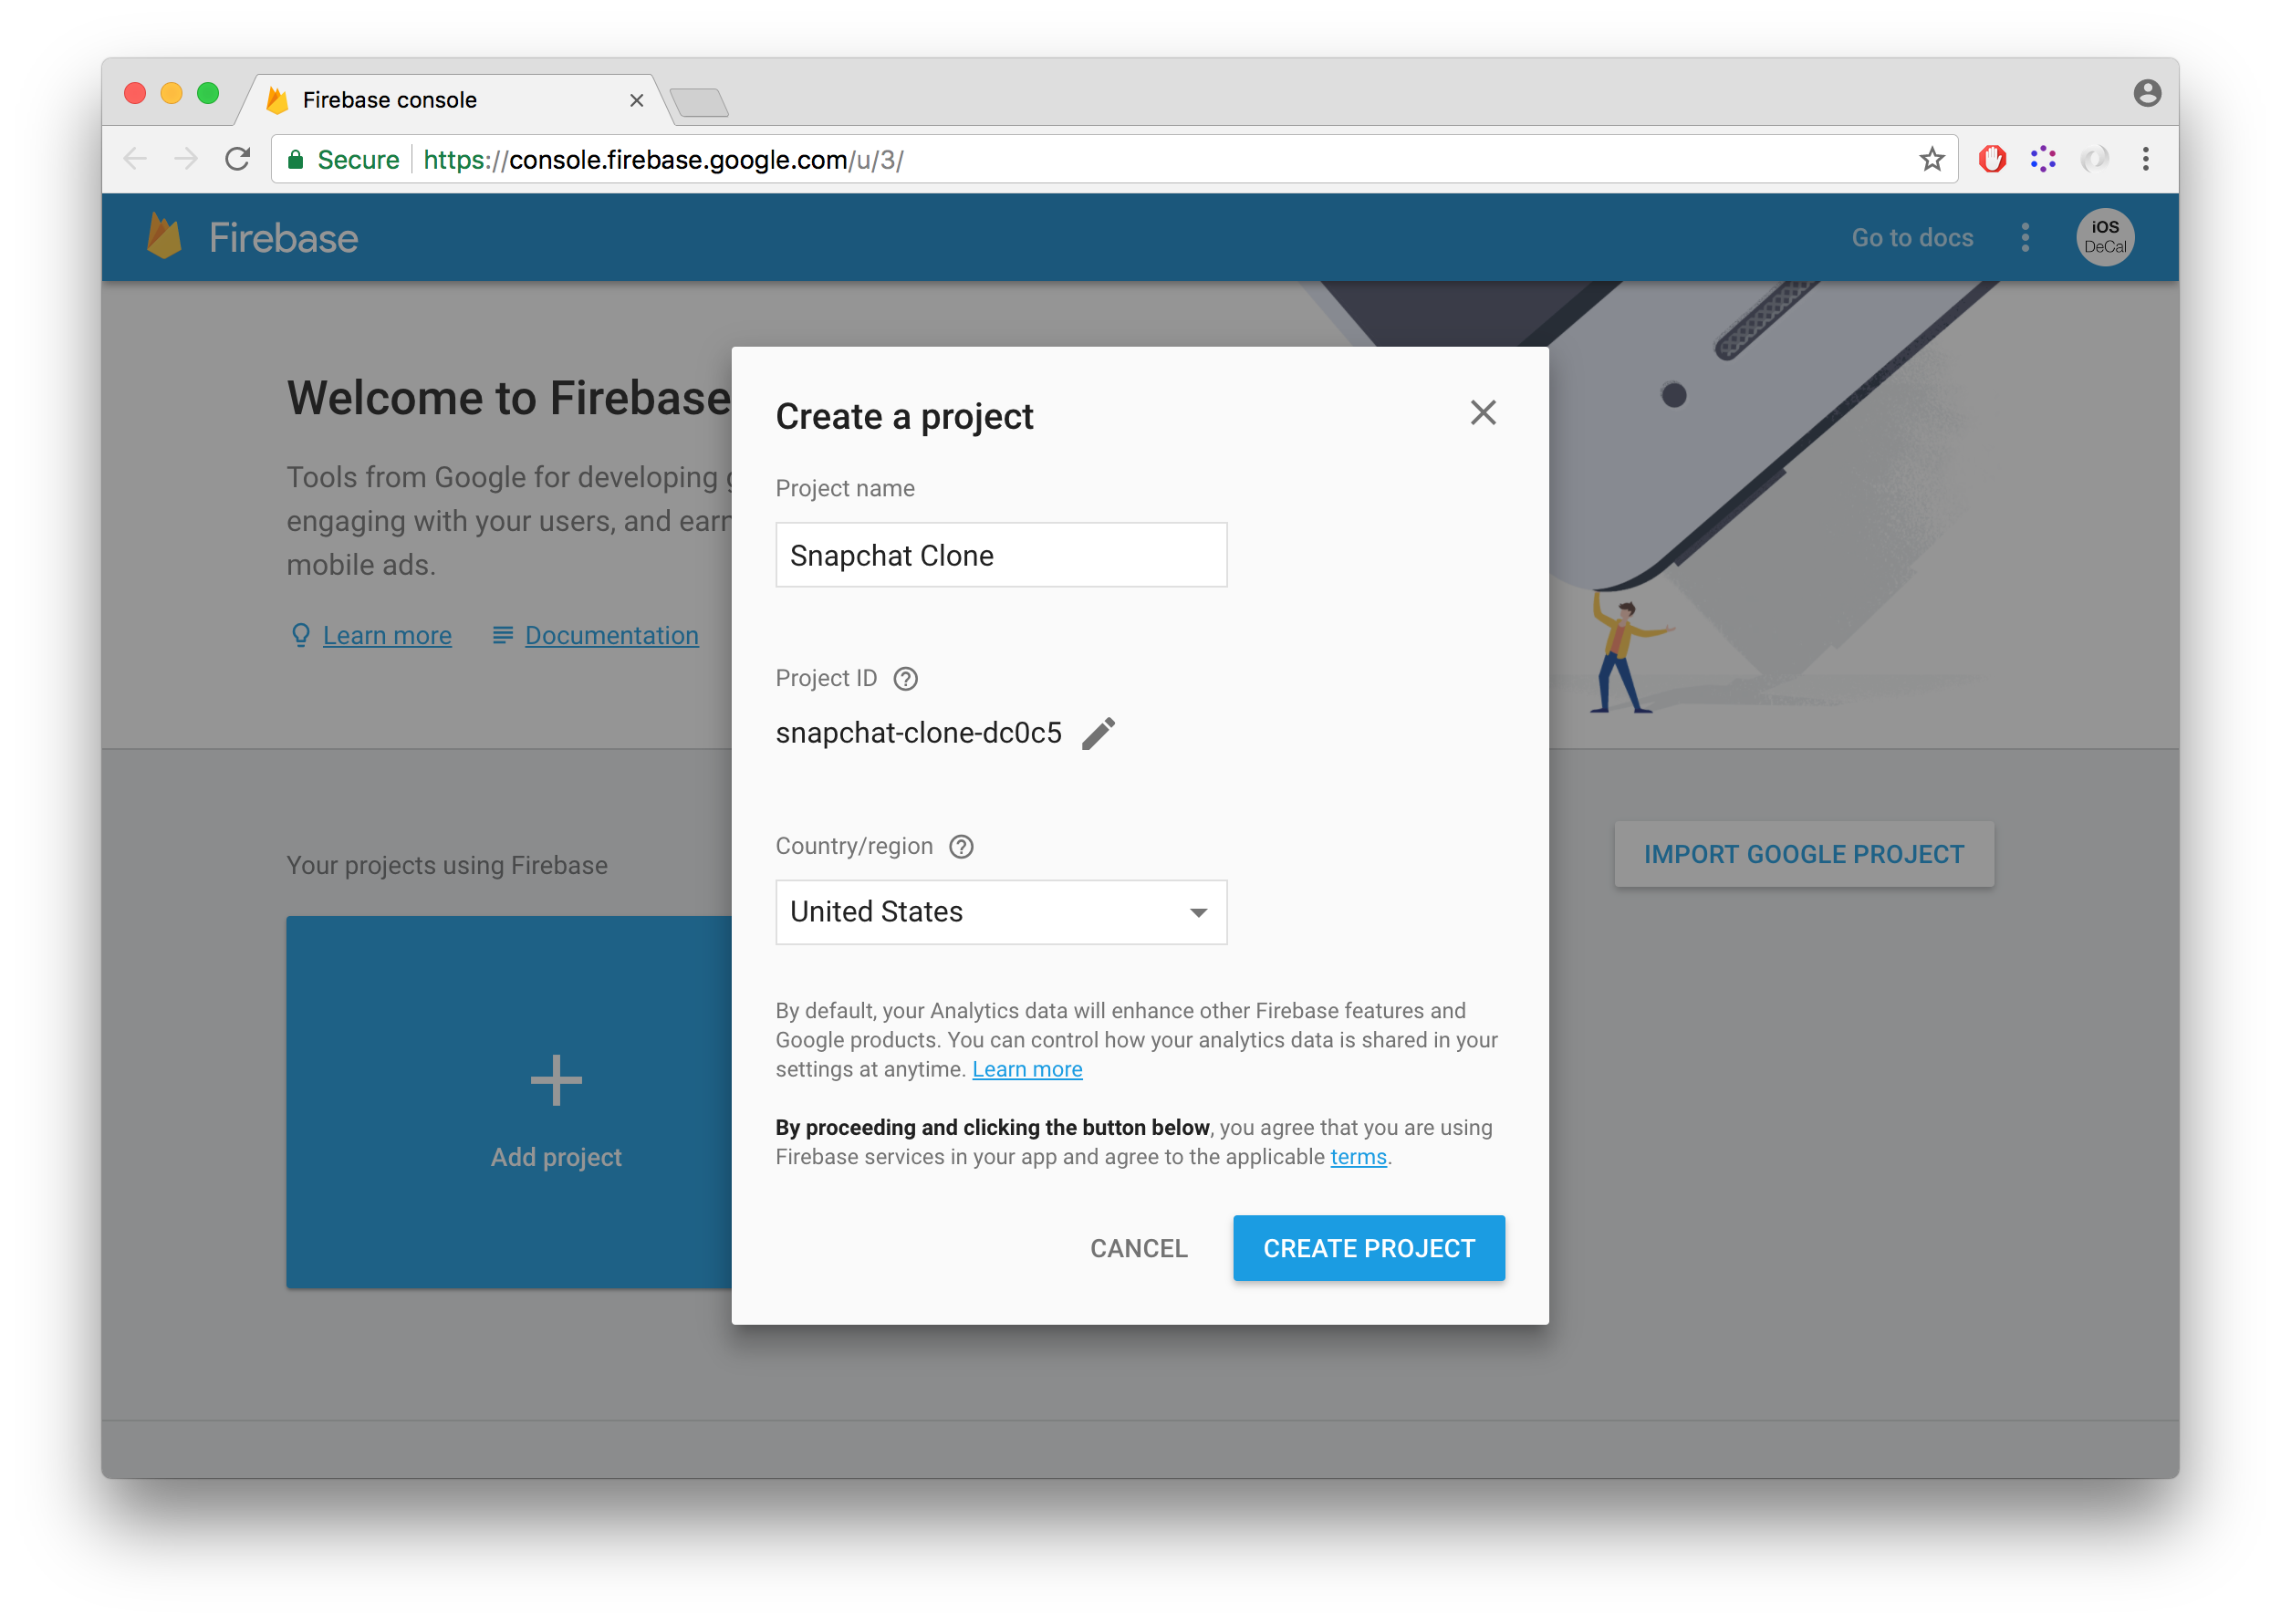 Firebase console
Secure https://console.firebase.google.com/u/3/
Firebase
Go to docs
iOS
DeCal
Welcome to Firebase
Tools from Google for developing
engaging with your users, and earn
mobile ads.
Learn more
Documentation
Your projects using Firebase
IMPORT GOOGLE PROJECT
Add project
Create a project
Project name
Snapchat Clone
Project ID
snapchat-clone-dc0c5
Country/region
United States
By default, your Analytics data will enhance other Firebase features and
Google products. You can control how your analytics data is shared in your
settings at anytime. Learn more
By proceeding and clicking the button below, you agree that you are using
Firebase services in your app and agree to the applicable terms.
CANCEL
CREATE PROJECT